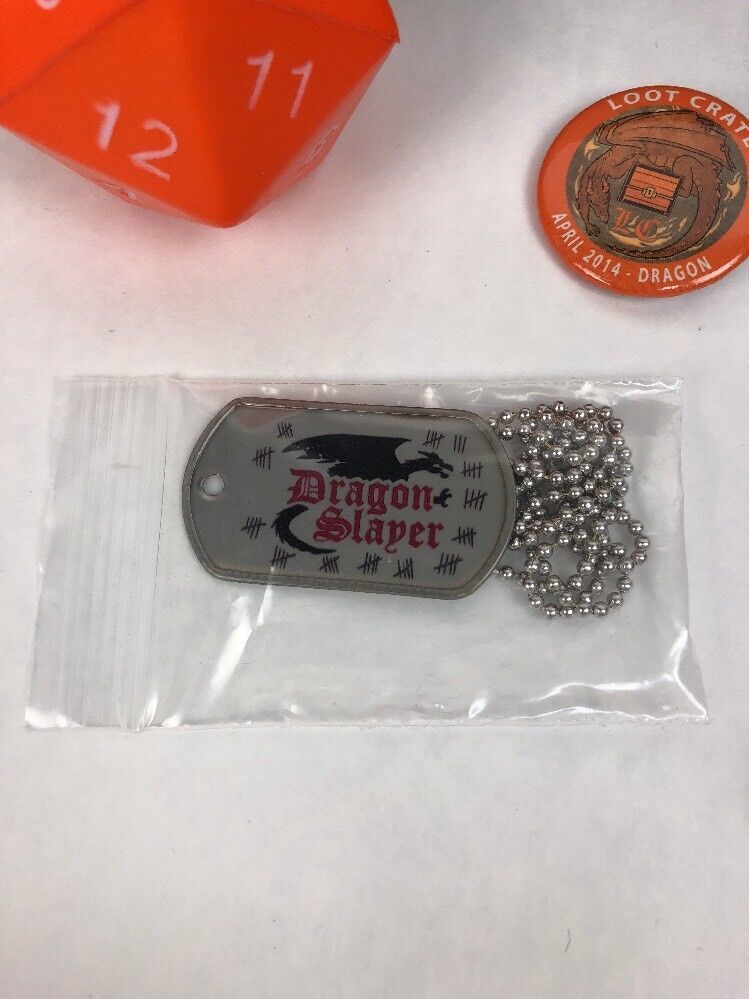 11
12
LOOT CRATE
LC
APRIL 2014 - DRAGON
Dragon
Slayer